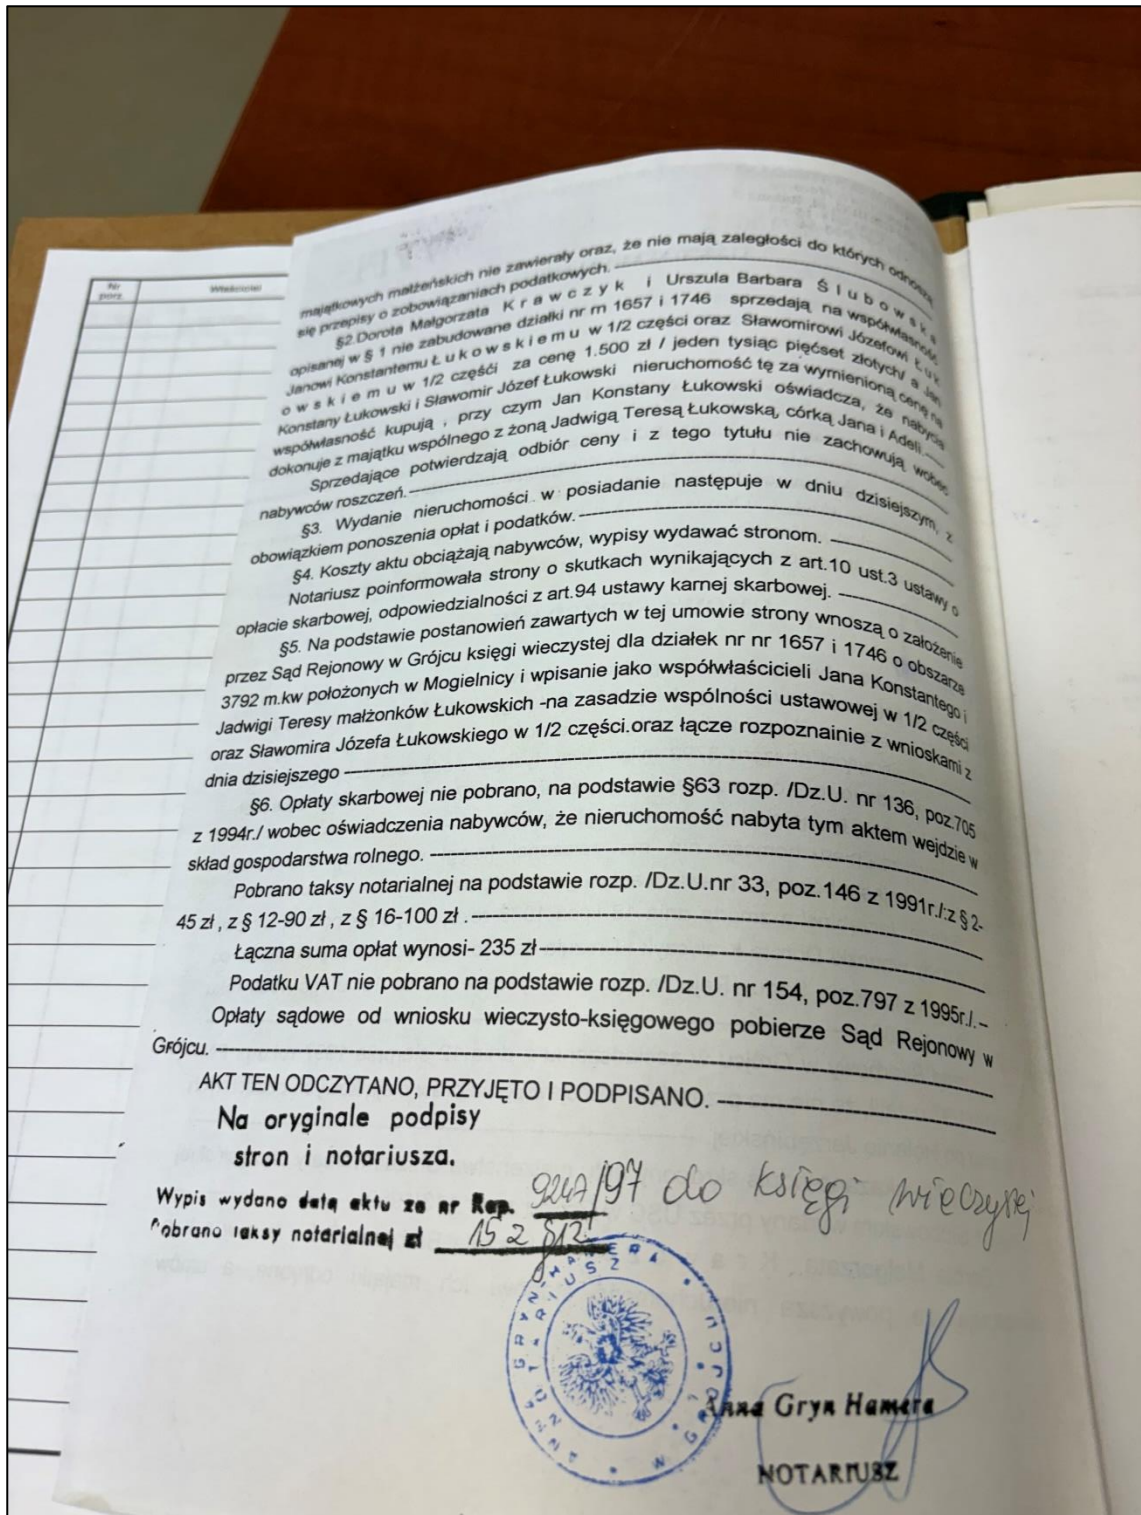 Nr
porz.
Właściciel
majątkowych małżeńskich nie zawierały oraz, że nie mają zaległości do których odnoszą
się przepisy o zobowiązaniach podatkowych.
§2.Dorota Małgorzata K r a w c z y k i Urszula Barbara Ś l u b o w s k a
opisanej w § 1 nie zabudowane działki nr rn 1657 i 1746 sprzedają na współwłasność
Janowi Konstantemu Ł u k o w s k i e m u w 1/2 części oraz Sławomirowi Józefowi Ł u k
o w s k i e m u w 1/2 części za cenę 1.500 zł / jeden tysiąc pięćset złotych/ a Jan
Konstany Łukowski i Sławomir Józef Łukowski nieruchomość tę za wymienioną cenę na
współwłasność kupują , przy czym Jan Konstany Łukowski oświadcza, że nabycia
dokonuje z majątku wspólnego z żoną Jadwigą Teresą Łukowską, córką Jana i Adeli.
Sprzedające potwierdzają odbiór ceny i z tego tytułu nie zachowują wobec
nabywców roszczeń.
§3. Wydanie nieruchomości w posiadanie następuje w dniu dzisiejszym, z
obowiązkiem ponoszenia opłat i podatków.
§4. Koszty aktu obciążają nabywców, wypisy wydawać stronom.
Notariusz poinformowała strony o skutkach wynikających z art.10 ust.3 ustawy o
opłacie skarbowej, odpowiedzialności z art.94 ustawy karnej skarbowej.
§5. Na podstawie postanowień zawartych w tej umowie strony wnoszą o założenie
przez Sąd Rejonowy w Grójcu księgi wieczystej dla działek nr nr 1657 i 1746 o obszarze
3792 m.kw położonych w Mogielnicy i wpisanie jako współwłaścicieli Jana Konstantego i
Jadwigi Teresy małżonków Łukowskich -na zasadzie wspólności ustawowej w 1/2 części
oraz Sławomira Józefa Łukowskiego w 1/2 części.oraz łącze rozpoznainie z wnioskami z
dnia dzisiejszego
§6. Opłaty skarbowej nie pobrano, na podstawie §63 rozp. /Dz.U. nr 136, poz.705
z 1994r./ wobec oświadczenia nabywców, że nieruchomość nabyta tym aktem wejdzie w
skład gospodarstwa rolnego.
Pobrano taksy notarialnej na podstawie rozp. /Dz.U.nr 33, poz.146 z 1991r./:z § 2-
45 zł , z § 12-90 zł , z § 16-100 zł .
Łączna suma opłat wynosi- 235 zł
Podatku VAT nie pobrano na podstawie rozp. /Dz.U. nr 154, poz.797 z 1995r./.
Opłaty sądowe od wniosku wieczysto-księgowego pobierze Sąd Rejonowy w
Grójcu.
AKT TEN ODCZYTANO, PRZYJĘTO I PODPISANO.
Na oryginale podpisy
stron i notariusza.
Wypis wydano datą aktu za nr Rep. /97 do księgi wieczystej
Pobrano taksy notarialnej zł 15 z §12
ANNA GRYN-HAMERA
NOTARIUSZ
W GRÓJCU
Anna Gryn Hamera
NOTARIUSZ